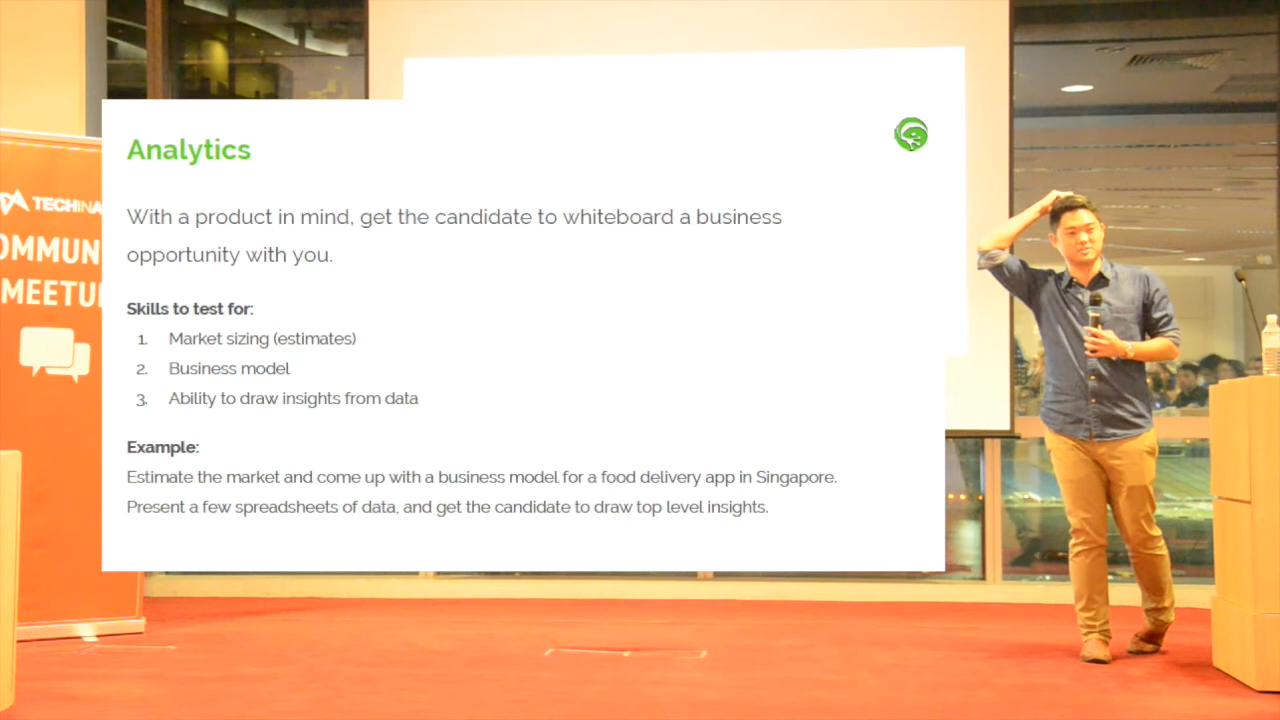 Analytics
With a product in mind, get the candidate to whiteboard a business
opportunity with you.
Skills to test for:
1. Market sizing (estimates)
2. Business model
3. Ability to draw insights from data
Example:
Estimate the market and come up with a business model for a food delivery app in Singapore.
Present a few spreadsheets of data, and get the candidate to draw top level insights.
TECHINA
OMMUN
MEETU